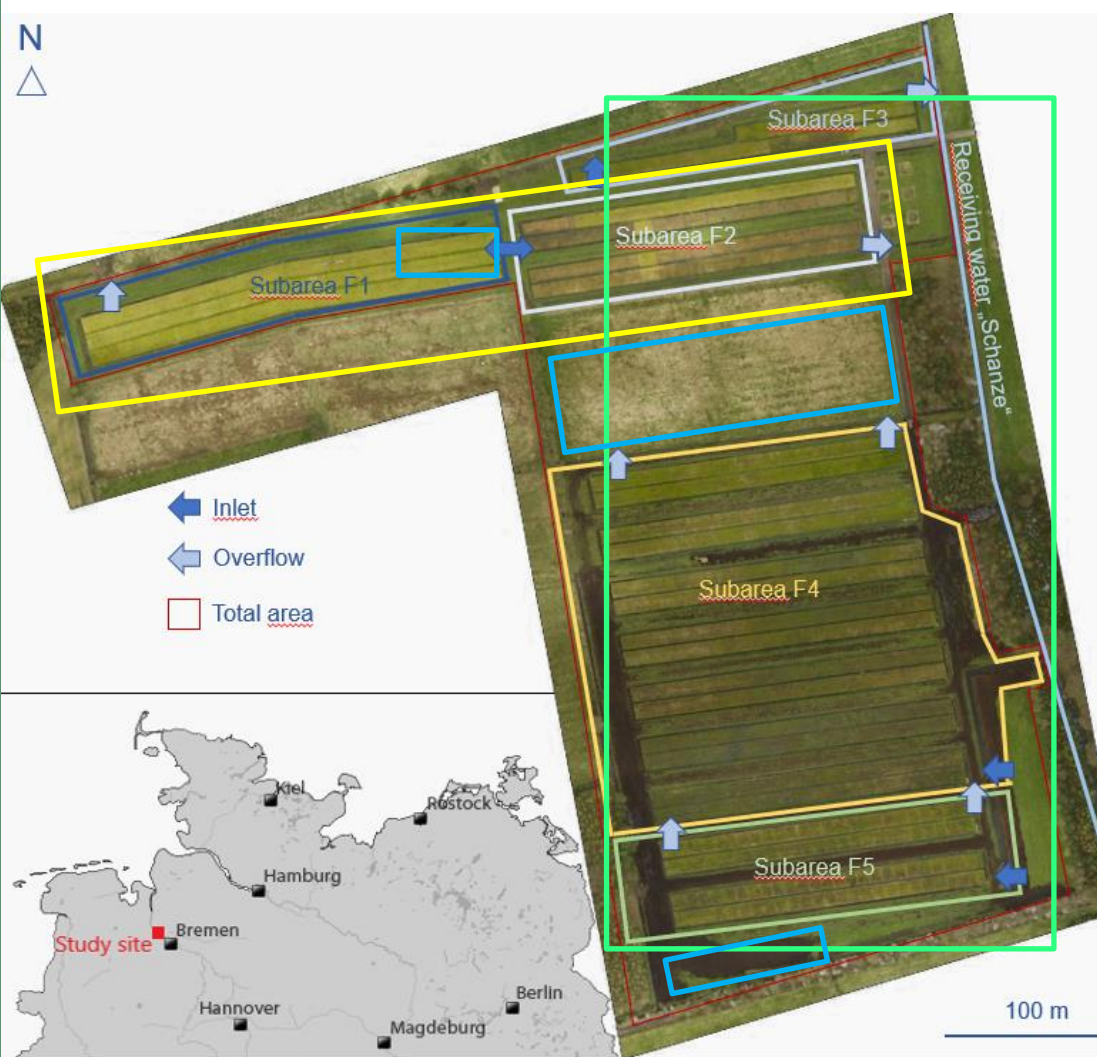 N
Subarea F3
Receiving water „Schanze“
Subarea F2
Subarea F1
Inlet
Overflow
Total area
Subarea F4
Subarea F5
Kiel
Rostock
Hamburg
Bremen
Study site
Berlin
Hannover
Magdeburg
100 m